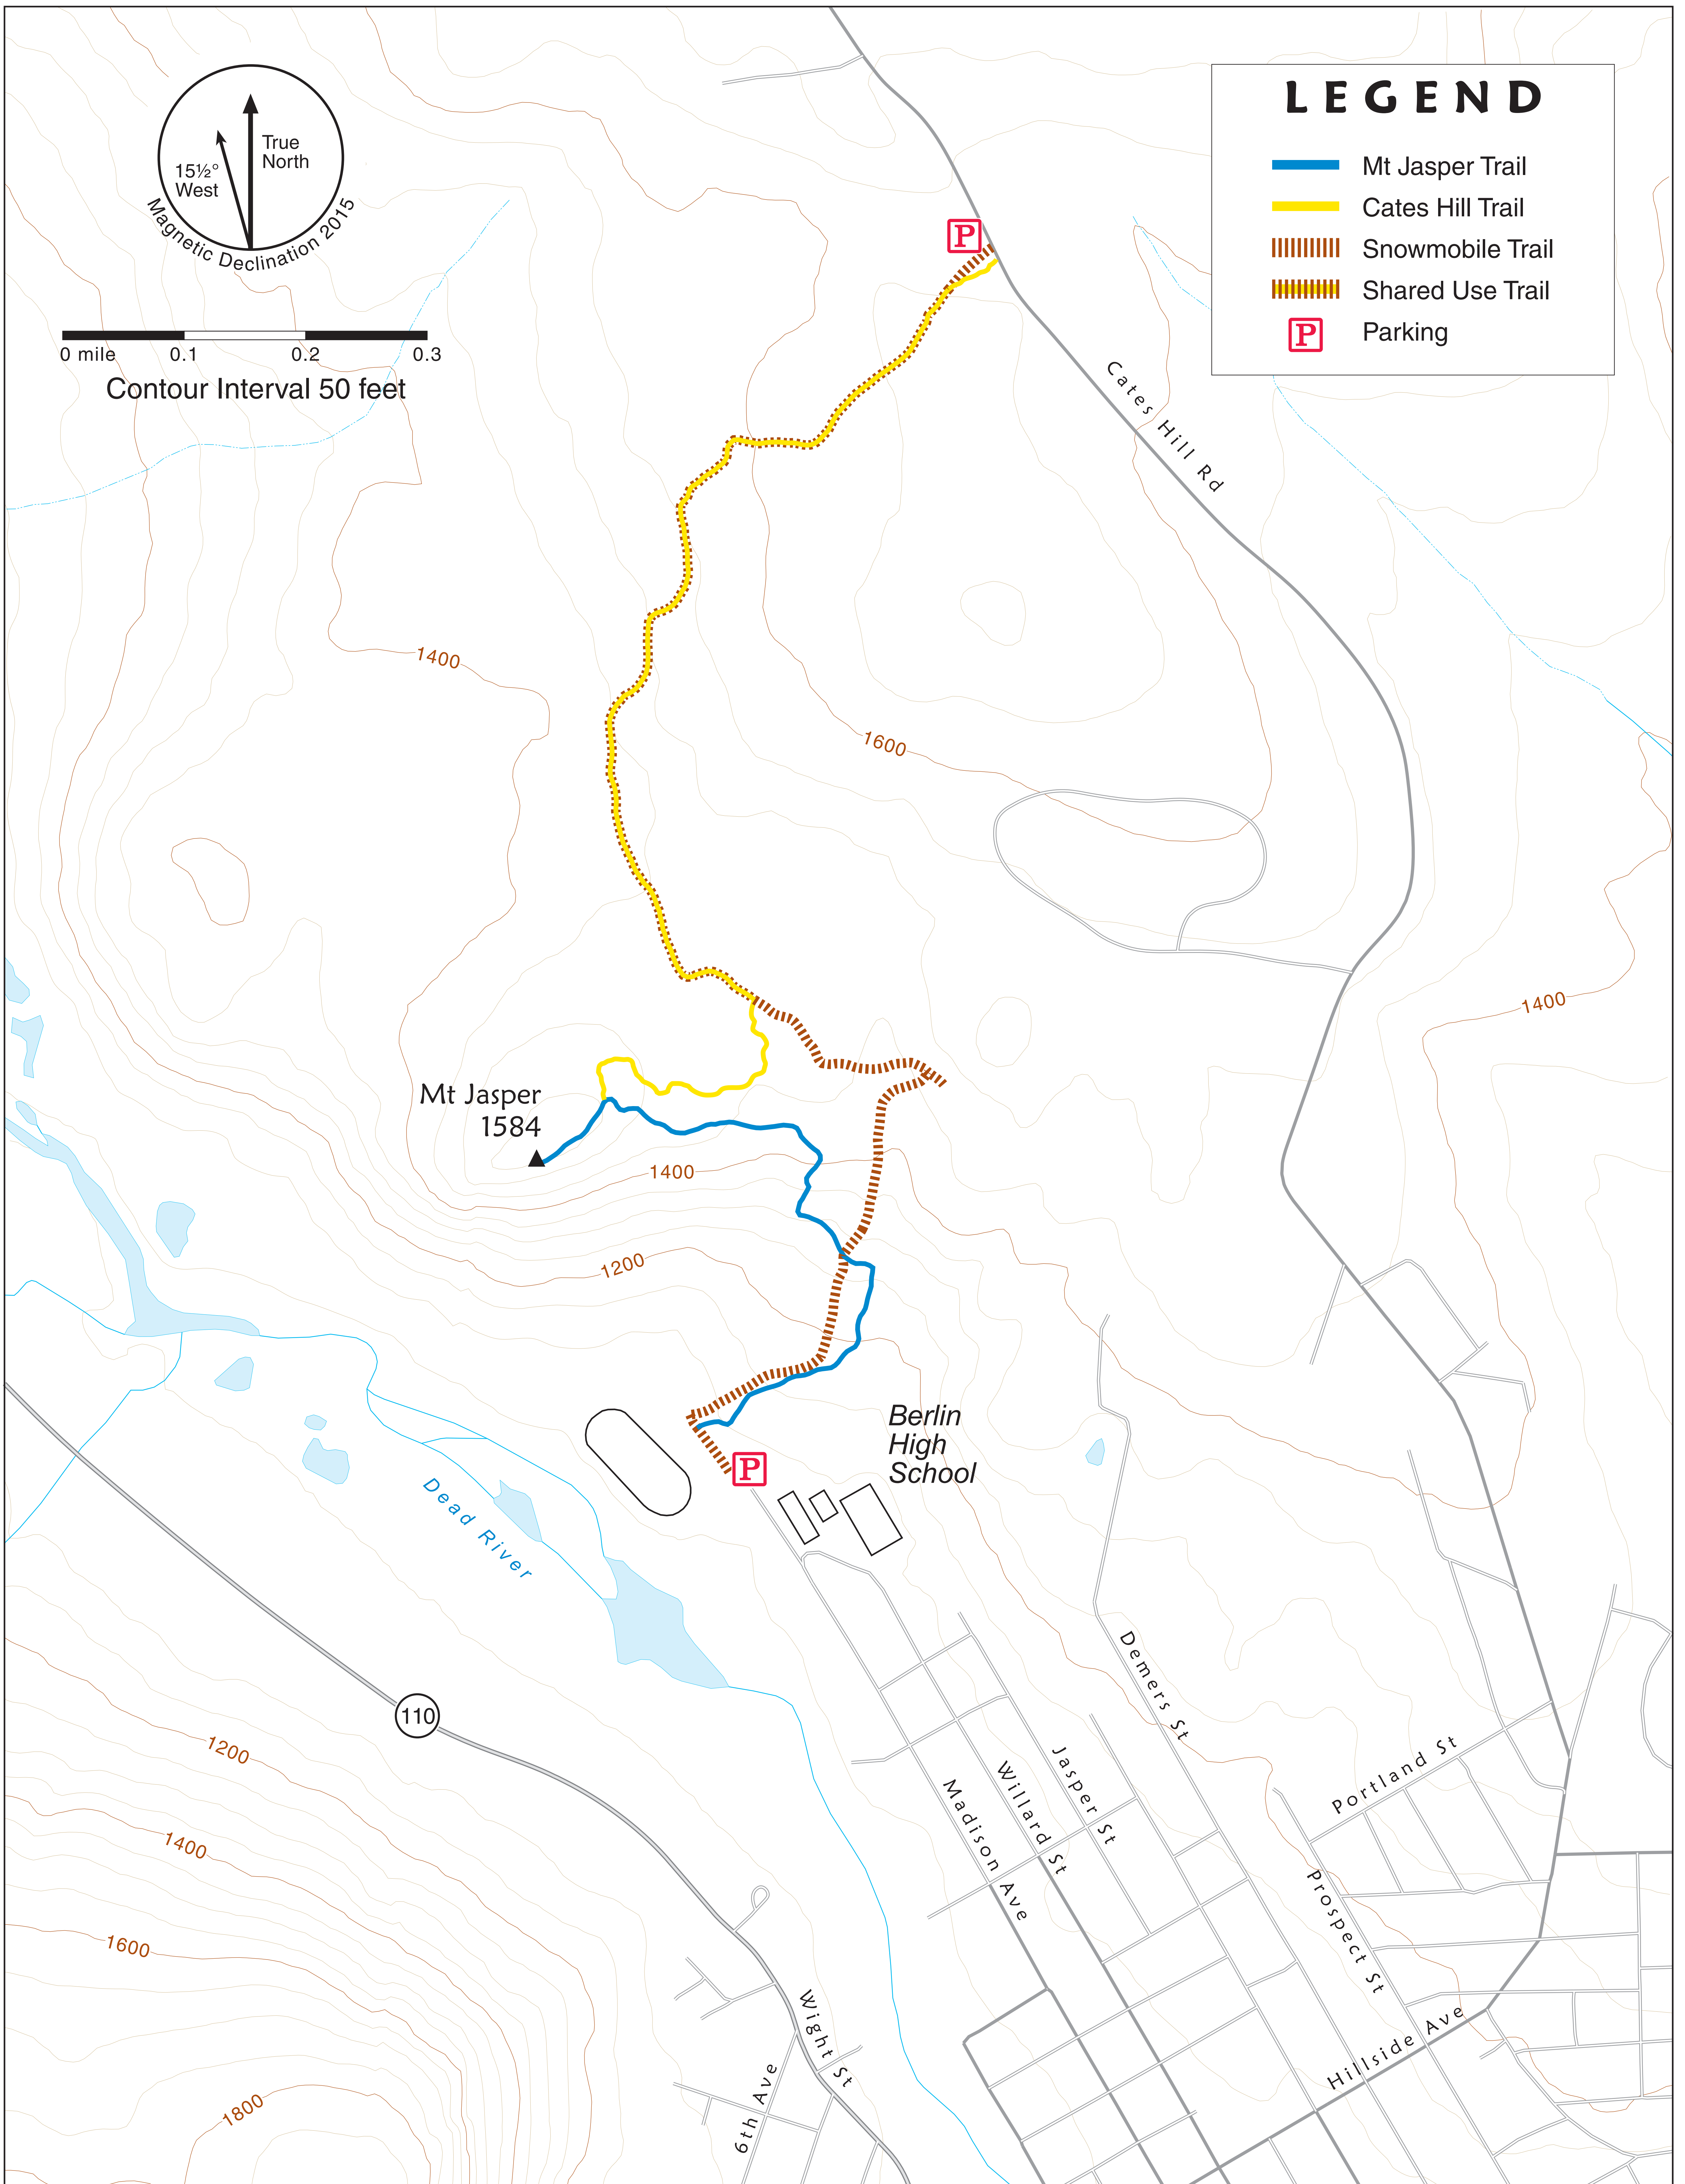 True
North
15½°
West
Magnetic Declination 2015
0 mile 0.1 0.2 0.3
Contour Interval 50 feet
LEGEND
Mt Jasper Trail
Cates Hill Trail
Snowmobile Trail
Shared Use Trail
P Parking
P
Cates Hill Rd
1400
1600
1400
Mt Jasper
1584
1400
1200
Berlin
High
School
P
Dead River
110
1200
1400
1600
1800
Demers St
Jasper St
Willard St
Madison Ave
Portland St
Prospect St
Hillside Ave
Wight St
6th Ave